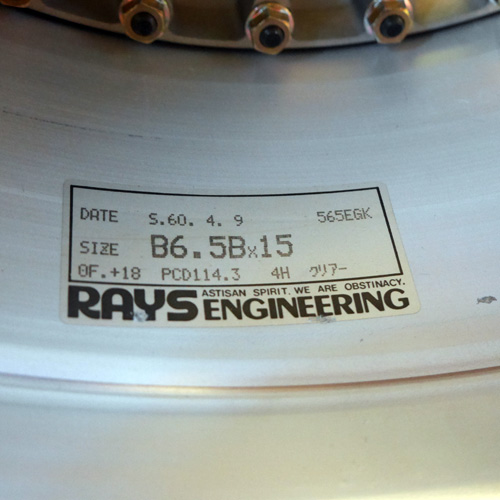 DATE S.60. 4. 9 565EGK
SIZE B6.5Bx15
OF.+18 PCD114.3 4H クリアー
RAYS ENGINEERING
ASTISAN SPIRIT. WE ARE OBSTINACY.